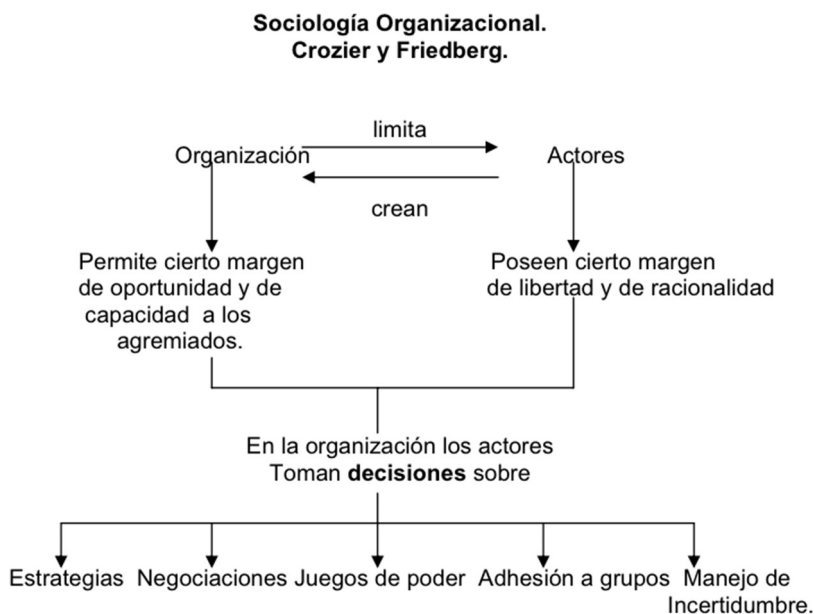 Sociología Organizacional.
Crozier y Friedberg.
limita
Organización
Actores
crean
Permite cierto margen
de oportunidad y de
capacidad a los
agremiados.
Poseen cierto margen
de libertad y de racionalidad
En la organización los actores
Toman decisiones sobre
Estrategias
Negociaciones
Juegos de poder
Adhesión a grupos
Manejo de
Incertidumbre.